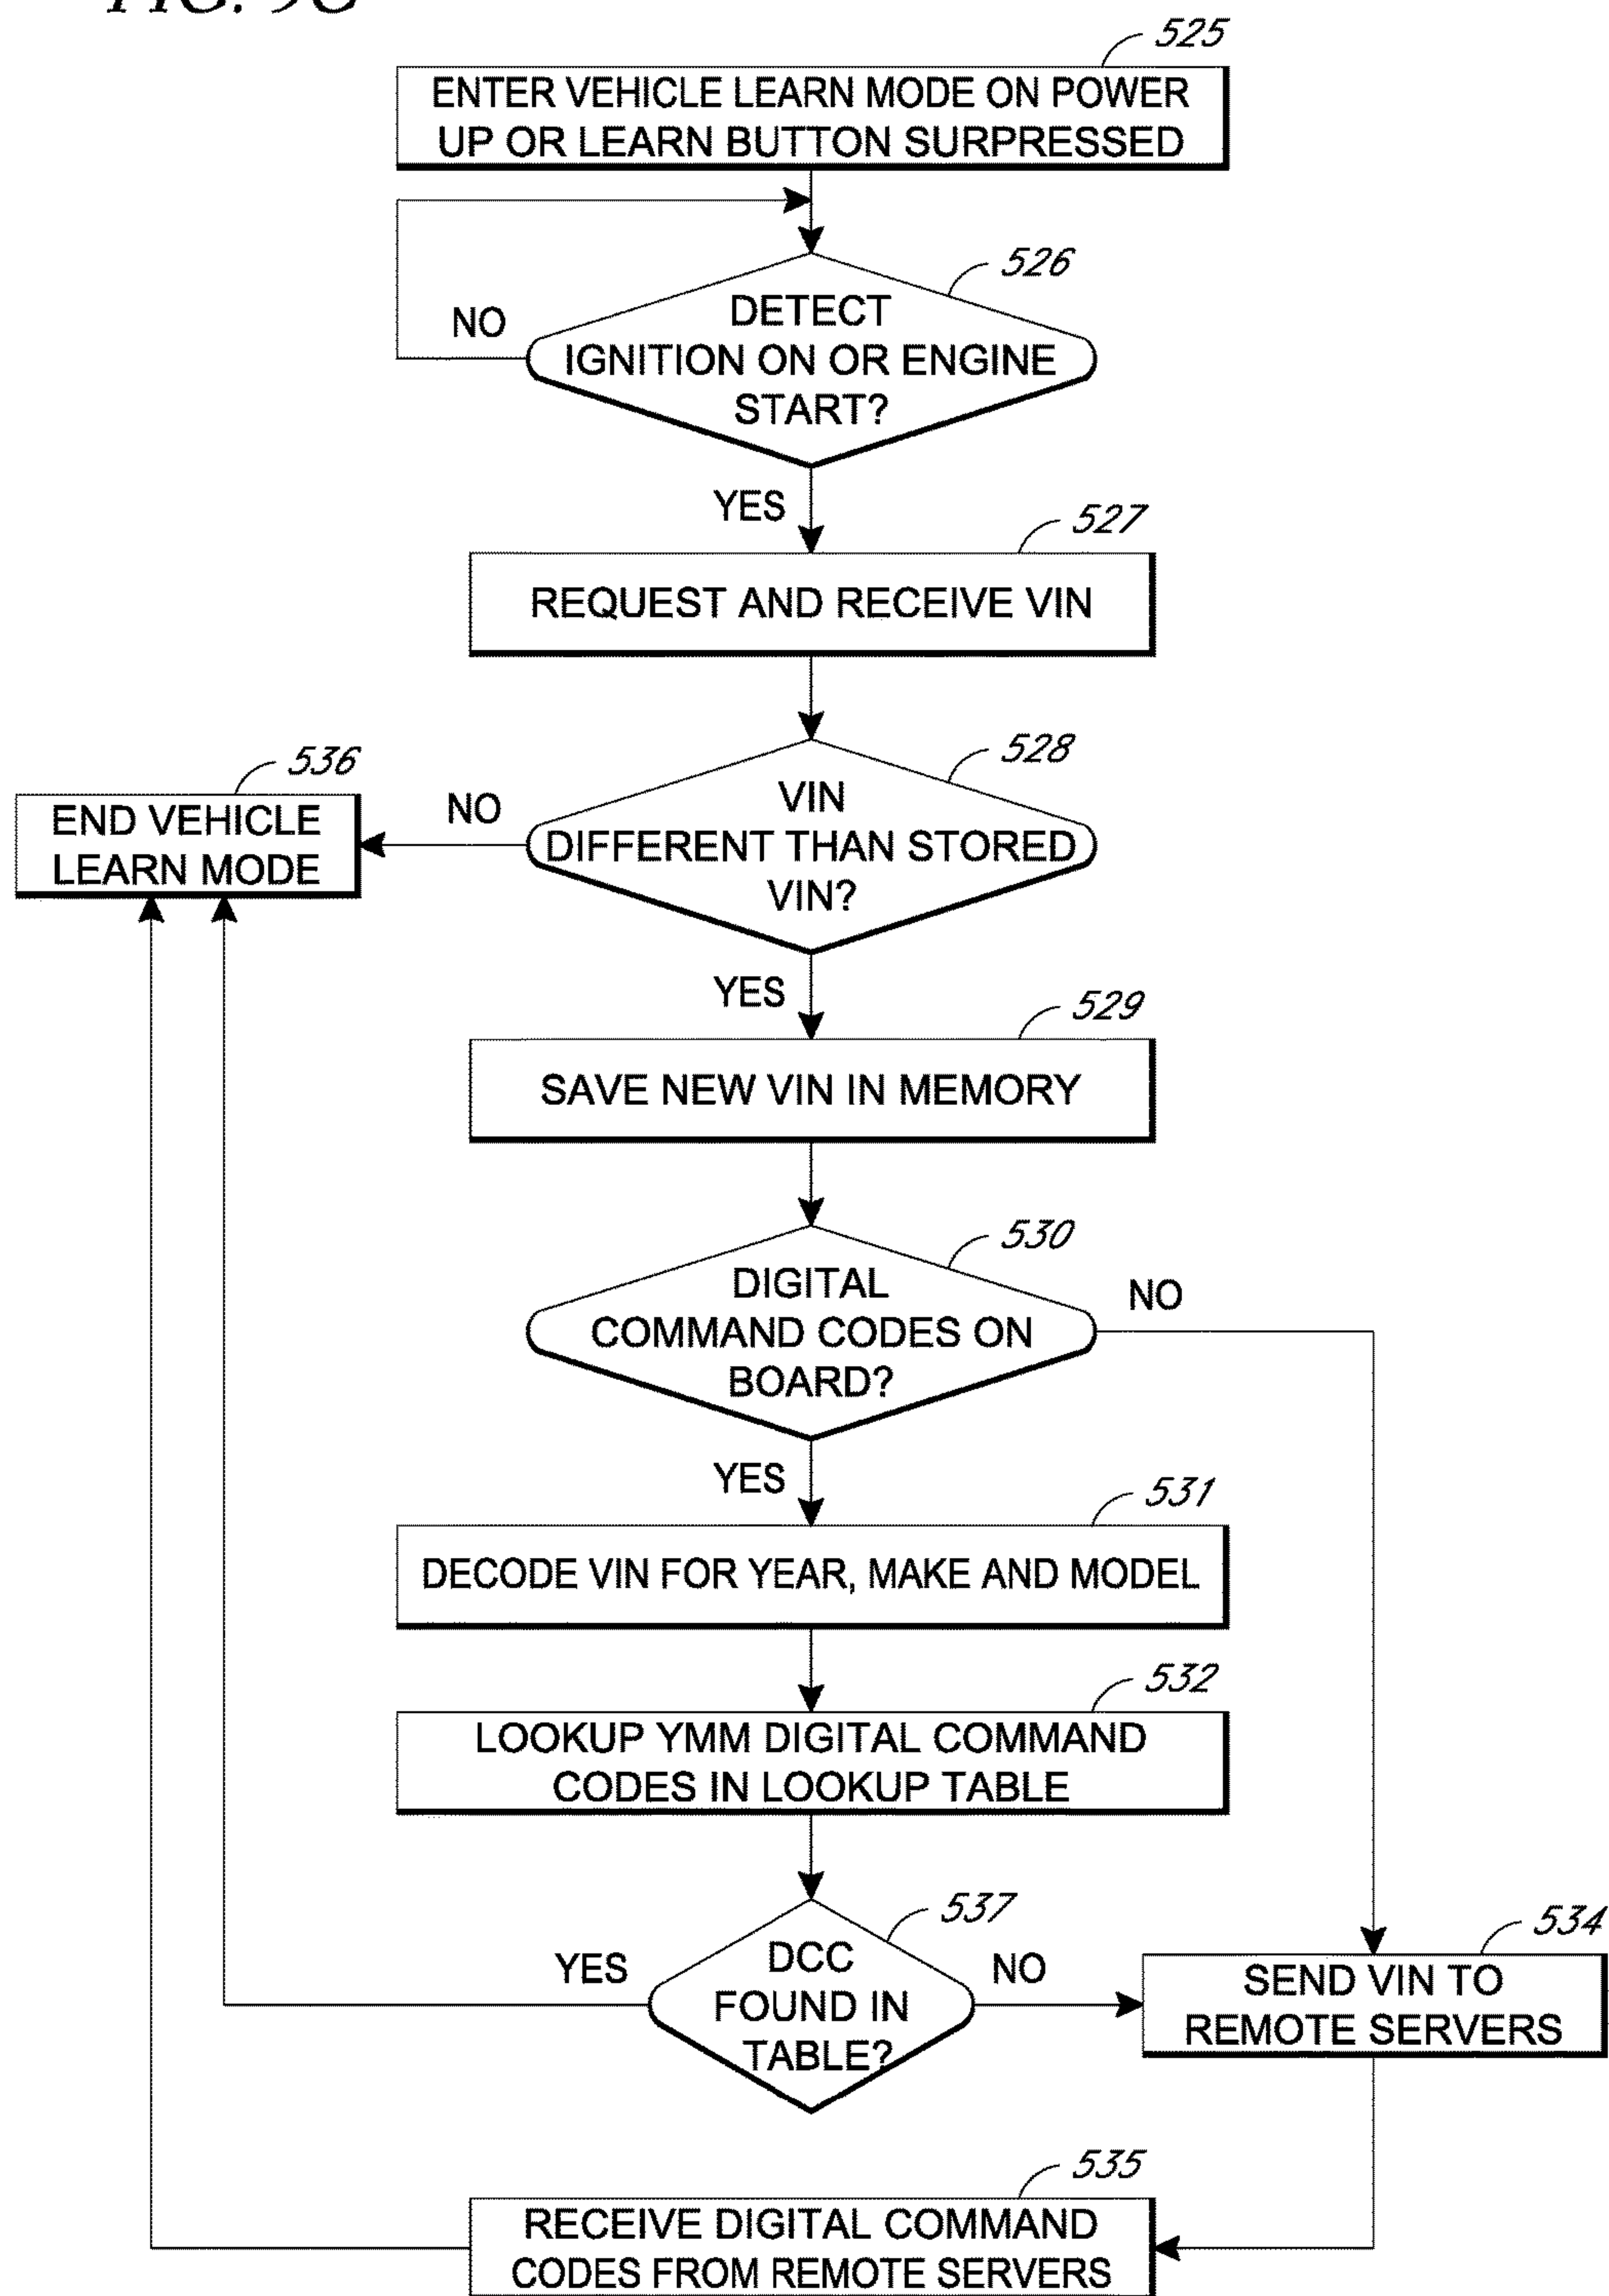 FIG. 9C
525
ENTER VEHICLE LEARN MODE ON POWER
UP OR LEARN BUTTON SURPRESSED
526
NO
DETECT
IGNITION ON OR ENGINE
START?
YES
527
REQUEST AND RECEIVE VIN
528
536
END VEHICLE
LEARN MODE
NO
VIN
DIFFERENT THAN STORED
VIN?
YES
529
SAVE NEW VIN IN MEMORY
530
DIGITAL
COMMAND CODES ON
BOARD?
NO
YES
531
DECODE VIN FOR YEAR, MAKE AND MODEL
532
LOOKUP YMM DIGITAL COMMAND
CODES IN LOOKUP TABLE
537
YES
DCC
FOUND IN
TABLE?
NO
534
SEND VIN TO
REMOTE SERVERS
535
RECEIVE DIGITAL COMMAND
CODES FROM REMOTE SERVERS